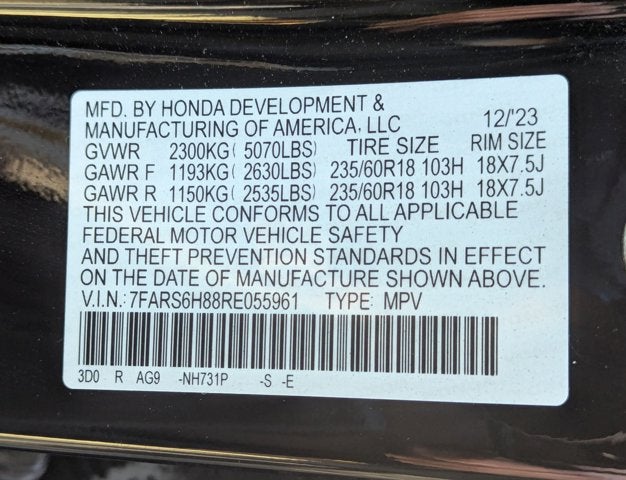 MFD. BY HONDA DEVELOPMENT &
MANUFACTURING OF AMERICA, LLC 12/'23
GVWR 2300KG( 5070LBS) TIRE SIZE RIM SIZE
GAWR F 1193KG( 2630LBS) 235/60R18 103H 18X7.5J
GAWR R 1150KG( 2535LBS) 235/60R18 103H 18X7.5J
THIS VEHICLE CONFORMS TO ALL APPLICABLE
FEDERAL MOTOR VEHICLE SAFETY
AND THEFT PREVENTION STANDARDS IN EFFECT
ON THE DATE OF MANUFACTURE SHOWN ABOVE.
V.I.N.: 7FARS6H88RE055961 TYPE: MPV
3D0 R AG9 -NH731P -S -E